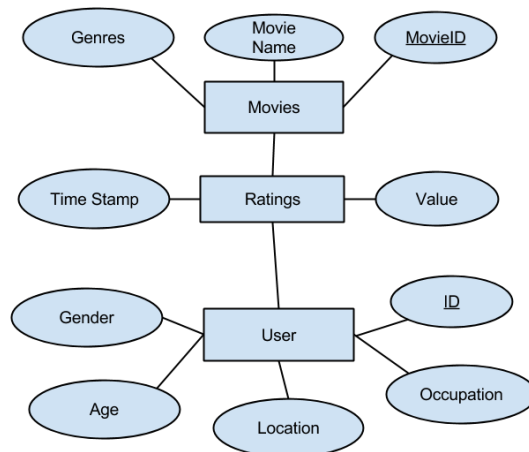 Genres
Movie
Name
MovieID
Movies
Time Stamp
Ratings
Value
Gender
User
ID
Age
Location
Occupation